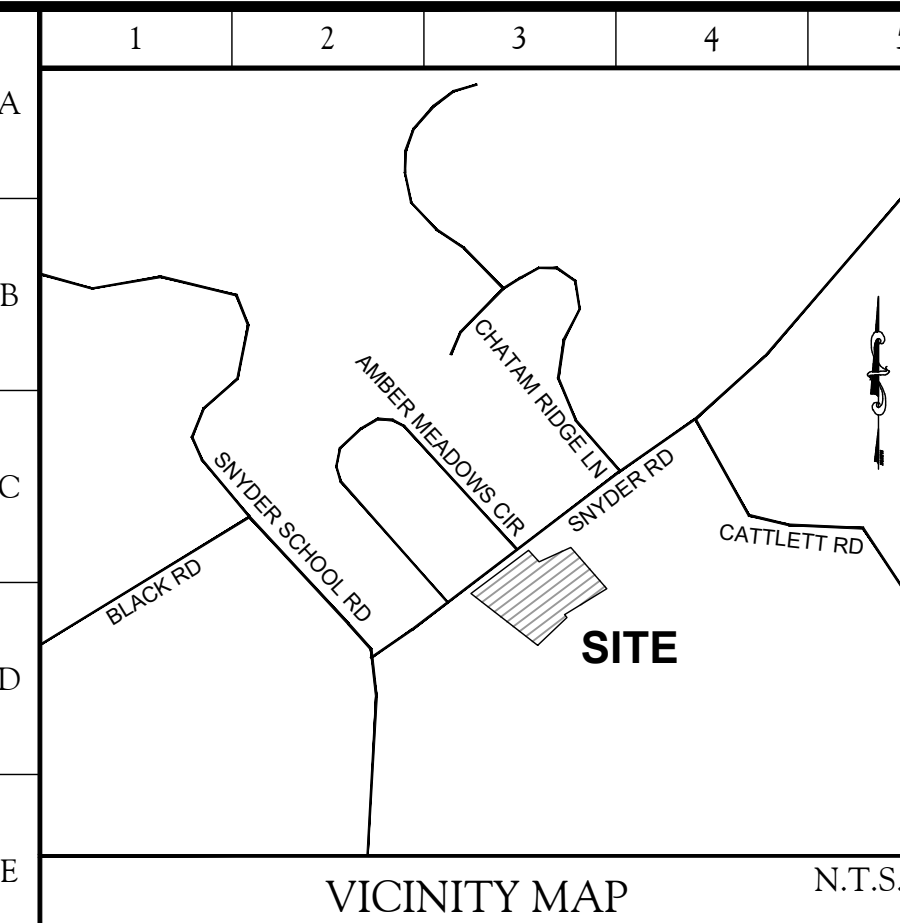 1 2 3 4
A
B
C
D
E
CHATAM RIDGE LN
AMBER MEADOWS CIR
SNYDER RD
SNYDER SCHOOL RD
CATTLETT RD
BLACK RD
SITE
VICINITY MAP
N.T.S.